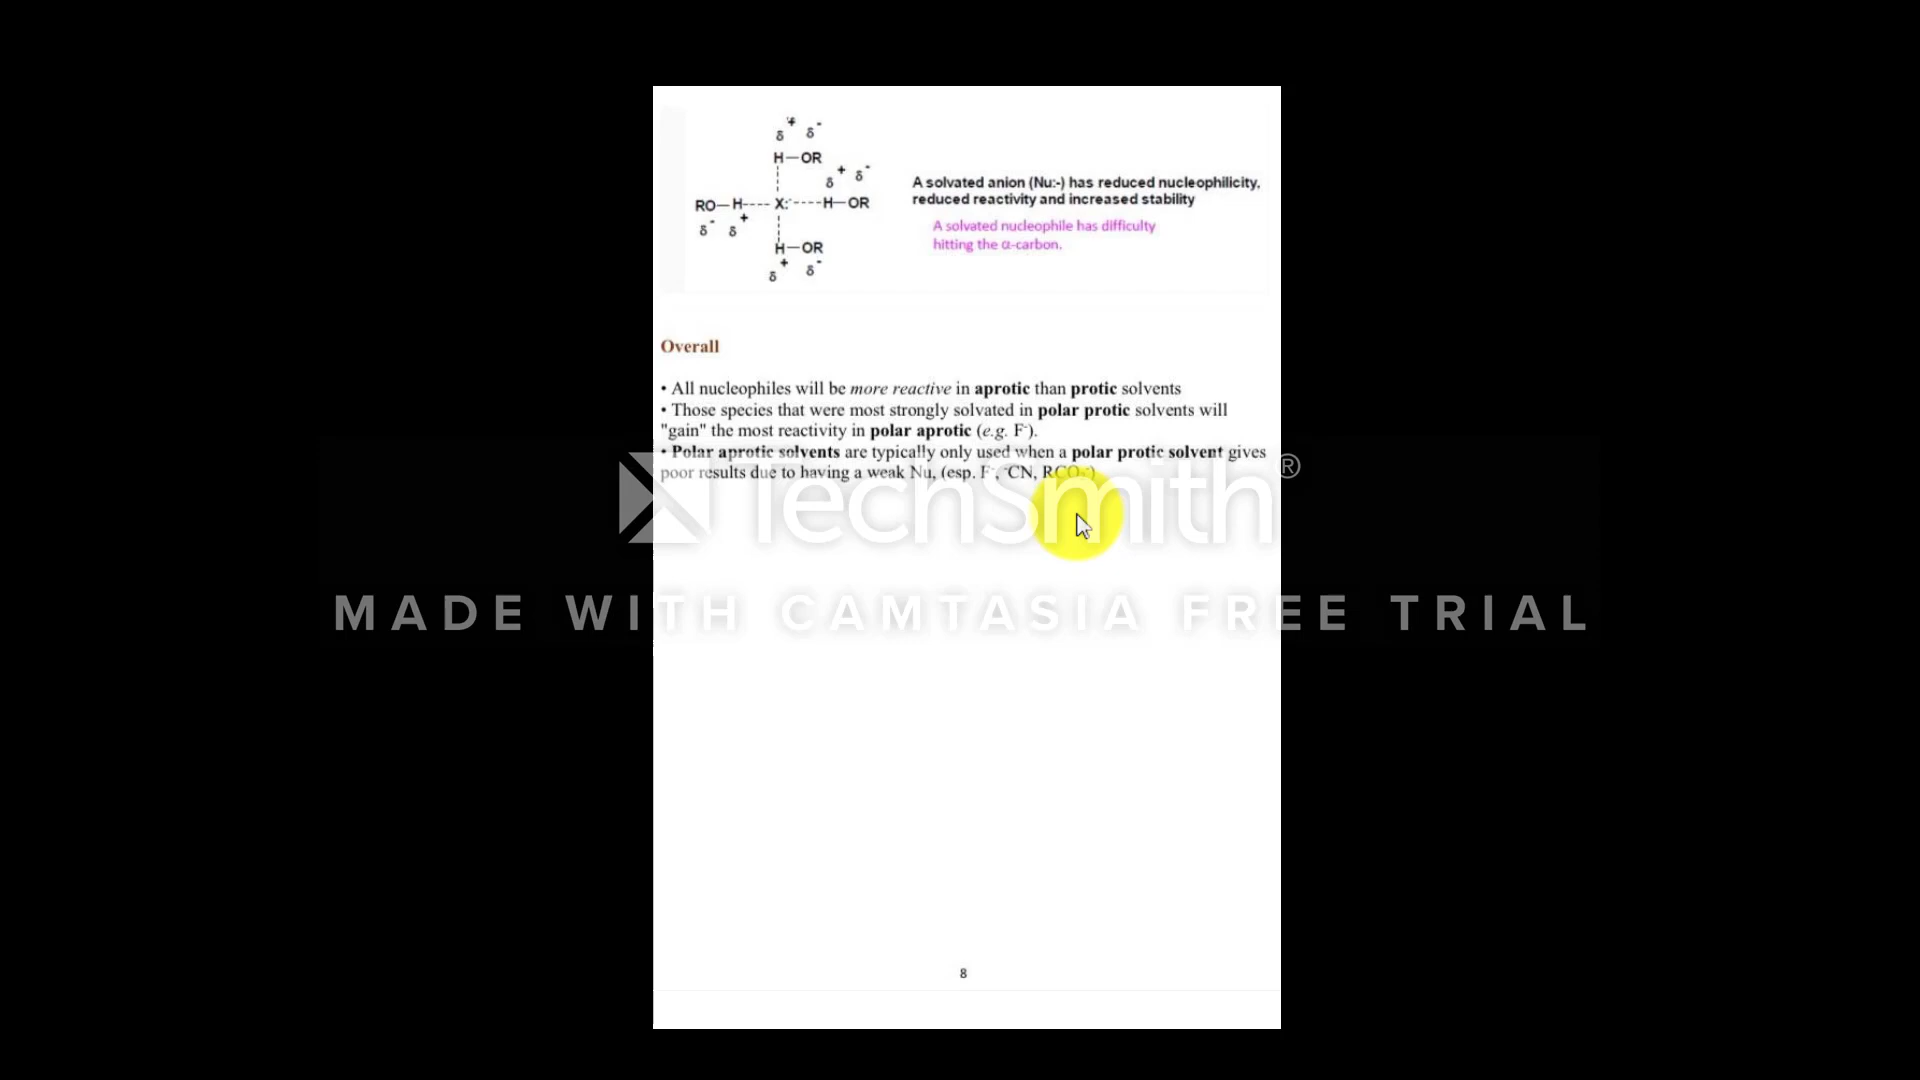 δ+ δ-
H—OR
δ+ δ-
A solvated anion (Nu:-) has reduced nucleophilicity,
RO—H----X:-----H—OR
reduced reactivity and increased stability
δ- δ+
A solvated nucleophile has difficulty
hitting the α-carbon.
H—OR
δ+ δ-
Overall
• All nucleophiles will be more reactive in aprotic than protic solvents
• Those species that were most strongly solvated in polar protic solvents will
"gain" the most reactivity in polar aprotic (e.g. F-).
• Polar aprotic solvents are typically only used when a polar protic solvent gives
poor results due to having a weak Nu, (esp. F-, -CN, RCO2-)
TechSmith®
MADE WITH CAMTASIA FREE TRIAL
8